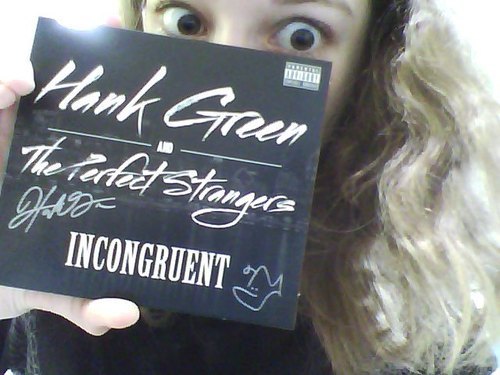 Hank Green
AND
The Perfect Strangers
INCONGRUENT